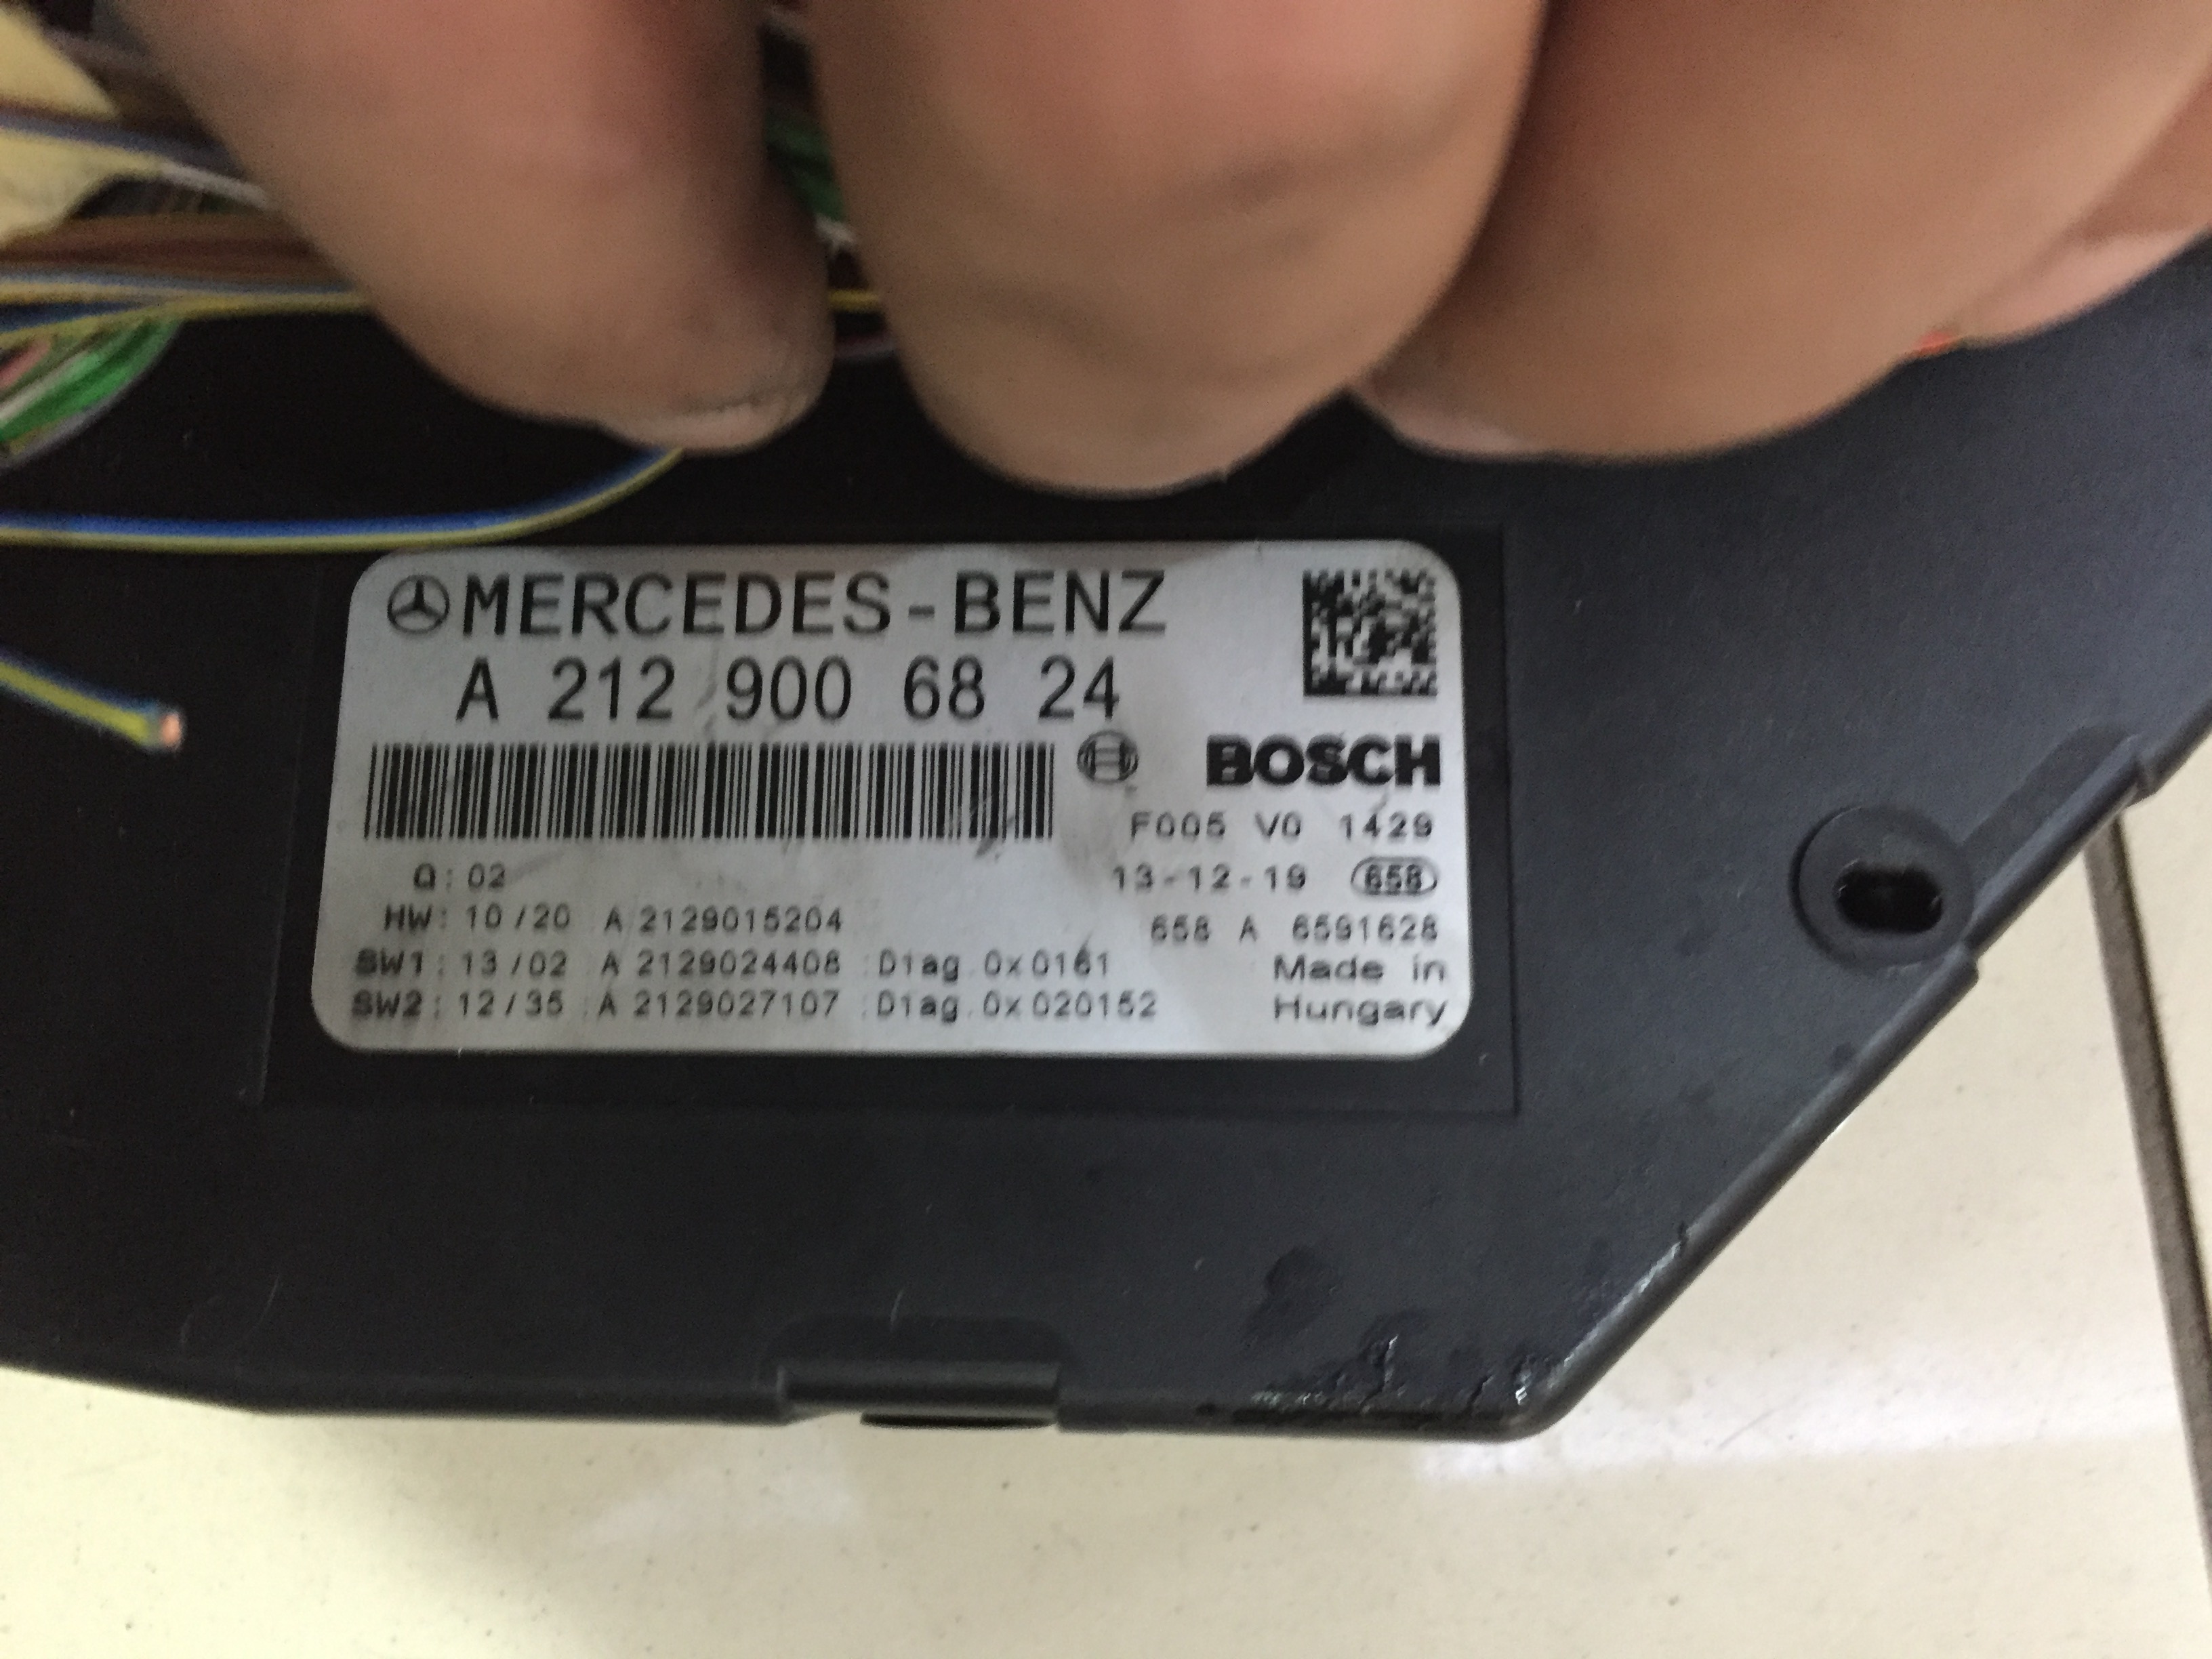 MERCEDES-BENZ
A 212 900 68 24
BOSCH
F005 V0 1429
Q: 02
13-12-19 658
HW: 10/20 A 2129015204
658 A 6591628
SW1: 13/02 A 2129024408 Diag.0x0161
Made in
SW2: 12/35 A 2129027107 Diag.0x020152
Hungary